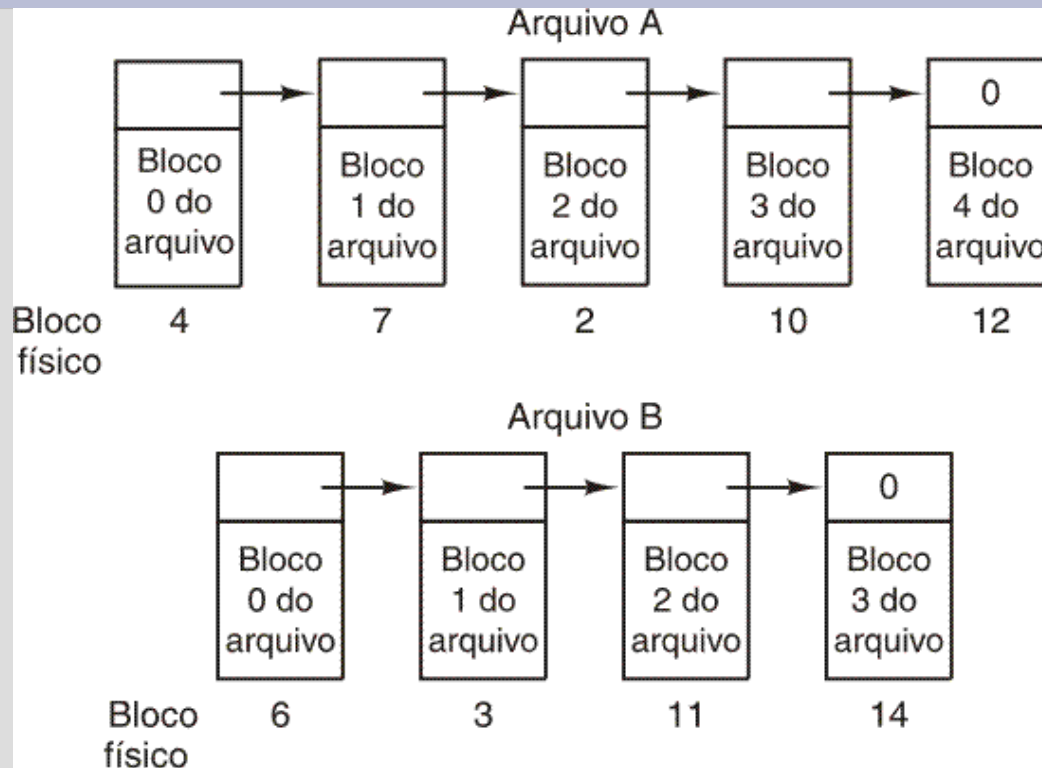 Arquivo A
0
Bloco
0 do
arquivo
Bloco
1 do
arquivo
Bloco
2 do
arquivo
Bloco
3 do
arquivo
Bloco
4 do
arquivo
Bloco
físico
4 7 2 10 12
Arquivo B
0
Bloco
0 do
arquivo
Bloco
1 do
arquivo
Bloco
2 do
arquivo
Bloco
3 do
arquivo
Bloco
físico
6 3 11 14